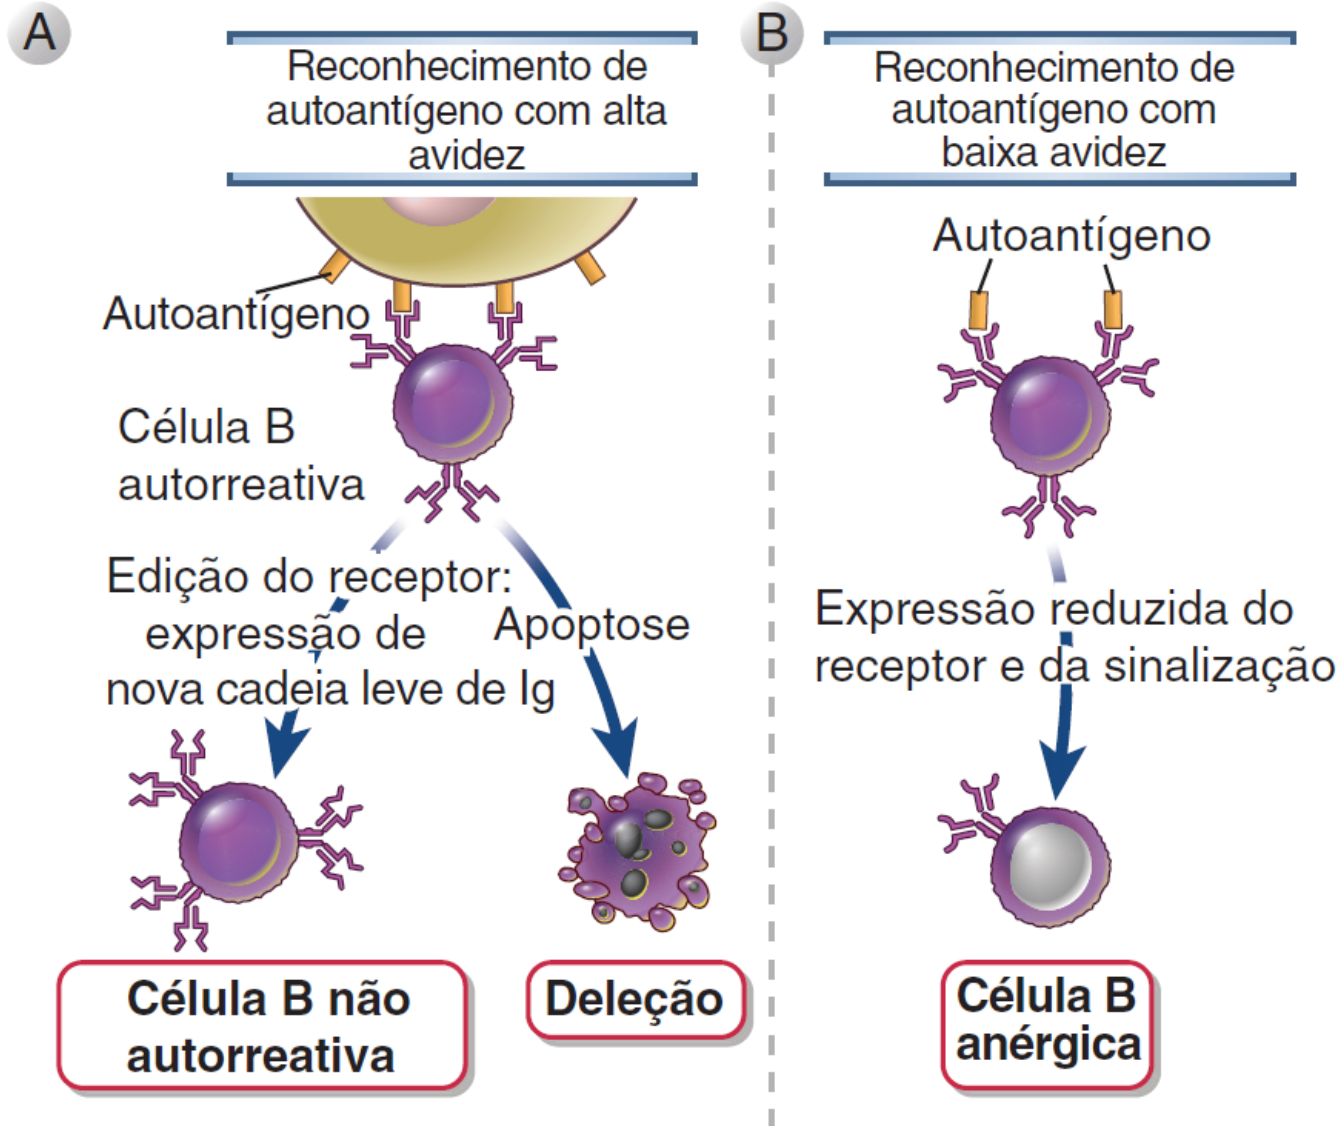 A
Reconhecimento de
autoantígeno com alta
avidez
Autoantígeno
Célula B
autorreativa
Edição do receptor:
expressão de
nova cadeia leve de Ig
Apoptose
Célula B não
autorreativa
Deleção
B
Reconhecimento de
autoantígeno com
baixa avidez
Autoantígeno
Expressão reduzida do
receptor e da sinalização
Célula B
anérgica